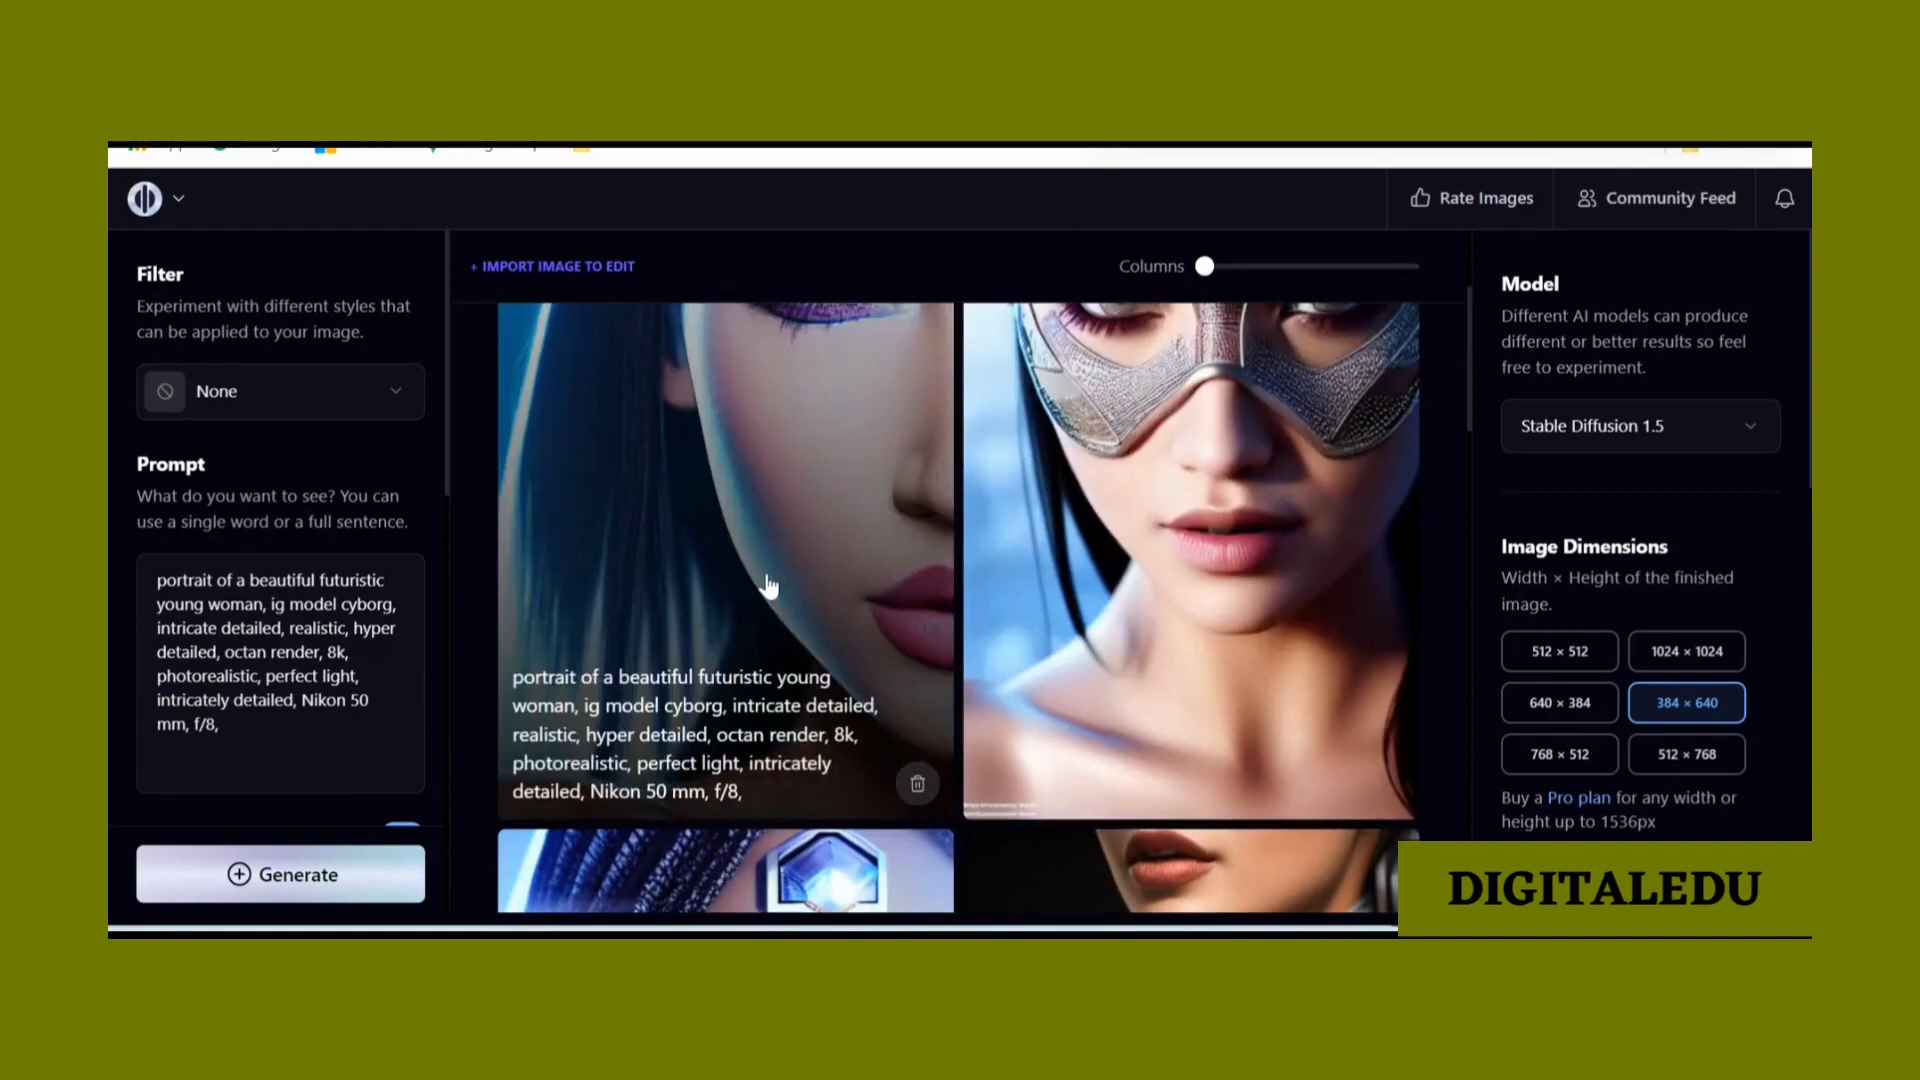 Rate Images
Community Feed
Filter
Experiment with different styles that
can be applied to your image.
None
Prompt
What do you want to see? You can
use a single word or a full sentence.
portrait of a beautiful futuristic
young woman, ig model cyborg,
intricate detailed, realistic, hyper
detailed, octan render, 8k,
photorealistic, perfect light,
intricately detailed, Nikon 50
mm, f/8,
Generate
+ IMPORT IMAGE TO EDIT
Columns
portrait of a beautiful futuristic young
woman, ig model cyborg, intricate detailed,
realistic, hyper detailed, octan render, 8k,
photorealistic, perfect light, intricately
detailed, Nikon 50 mm, f/8,
Model
Different AI models can produce
different or better results so feel
free to experiment.
Stable Diffusion 1.5
Image Dimensions
Width × Height of the finished
image.
512 × 512
1024 × 1024
640 × 384
384 × 640
768 × 512
512 × 768
Buy a Pro plan for any width or
height up to 1536px
DIGITALEDU